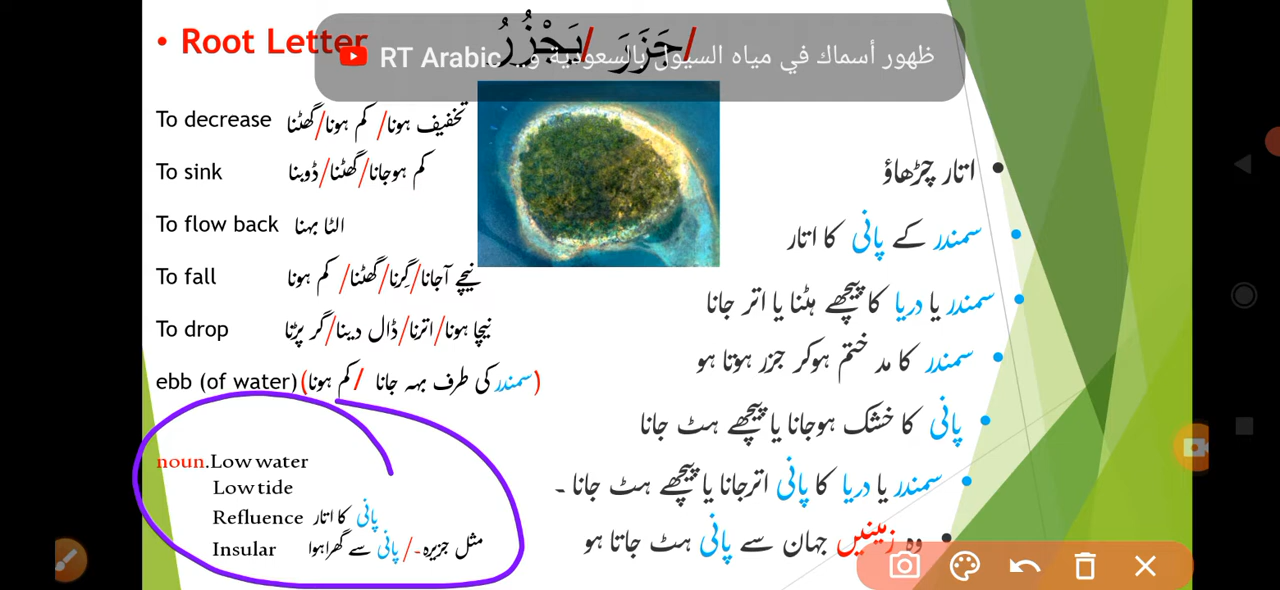 • Root Letter جَزَرَ / يَجْزُرُ /
RT Arabic ظهور أسماك في مياه السيول بالسعودية و...
To decrease تخفیف ہونا/ کم ہونا/گھٹنا
To sink کم ہوجانا/گھٹنا/ڈوبنا
To flow back الٹا بہنا
To fall نیچے آجانا/گِرنا/گھٹنا/ کم ہونا
To drop نیچا ہونا/اترنا/ڈال دینا/گر پڑتا
ebb (of water) (سمندر کی طرف بہہ جانا / کم ہونا)
noun.Low water
Low tide
Refluence پانی کا اتار
Insular مثل جزیرہ-/پانی سے گھراہوا
• اتار چڑھاؤ
• سمندر کے پانی کا اتار
• سمندر یا دریا کا پیچھے ہٹنا یا اتر جانا
• سمندر کا مد ختم ہوکر جزر ہوتا ہو
• پانی کا خشک ہوجانا یا پیچھے ہٹ جانا
• سمندر یا دریا کا پانی اترجانا یا پیچھے ہٹ جانا ۔
• وہ زمینیں جہان سے پانی ہٹ جاتا ہو